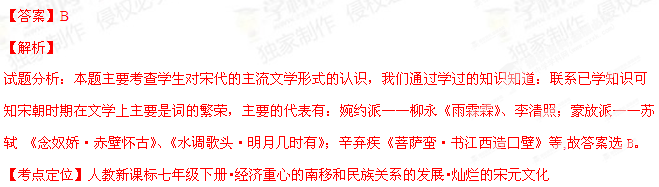 【答案】B
【解析】
试题分析：本题主要考查学生对宋代的主流文学形式的认识，我们通过学过的知识知道：联系已学知识可
知宋朝时期在文学上主要是词的繁荣，主要的代表有：婉约派——柳永《雨霖霖》、李清照；豪放派——苏
轼 《念奴娇·赤壁怀古》、《水调歌头·明月几时有》；辛弃疾《菩萨蛮·书江西造口壁》等,故答案选 B。
【考点定位】人教新课标七年级下册•经济重心的南移和民族关系的发展•灿烂的宋元文化
独家制作
侵权必